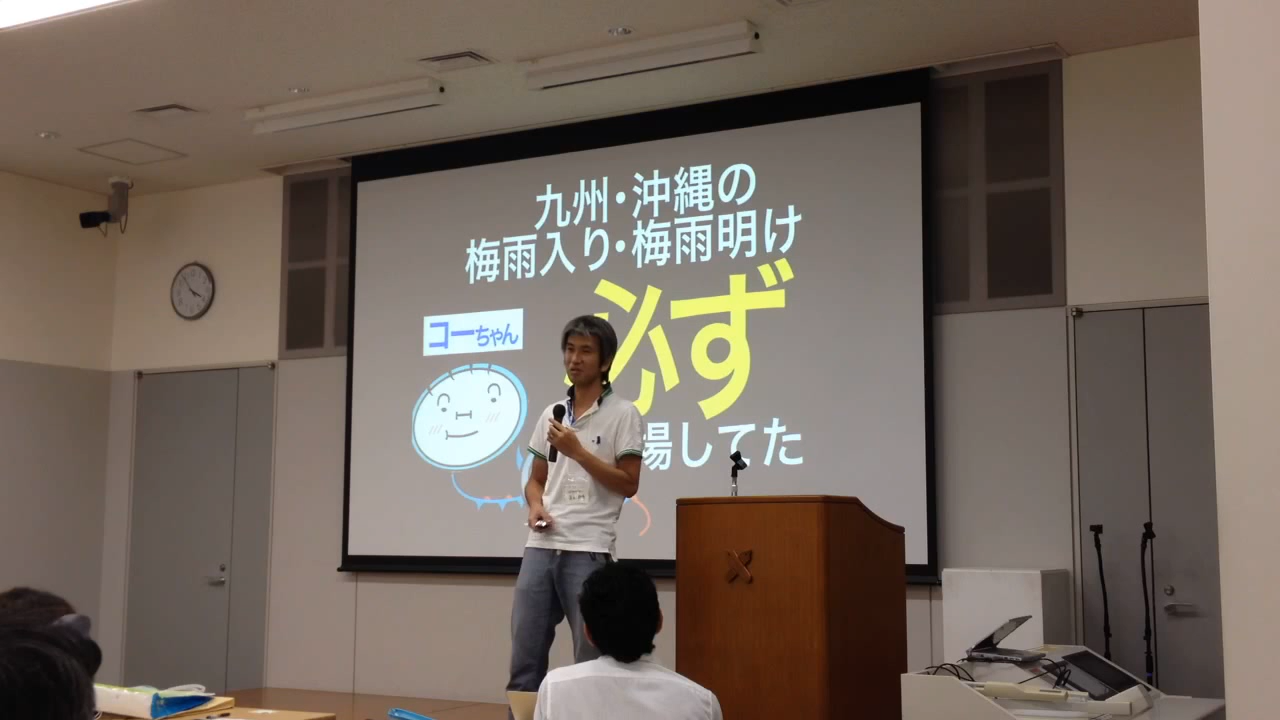 九州・沖縄の
梅雨入り・梅雨明け
必ず
コーちゃん
場してた